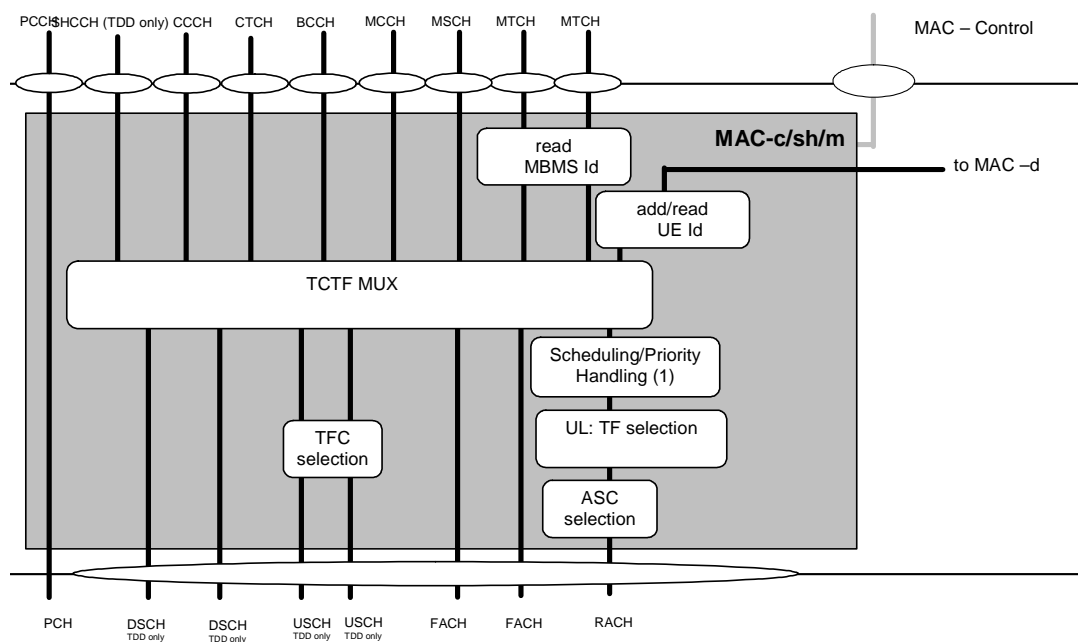 PCCH SHCCH (TDD only) CCCH CTCH BCCH MCCH MSCH MTCH MTCH
MAC – Control
MAC-c/sh/m
read
MBMS Id
to MAC –d
add/read
UE Id
TCTF MUX
Scheduling/Priority
Handling (1)
UL: TF selection
TFC
selection
ASC
selection
PCH DSCH DSCH USCH USCH FACH FACH RACH
TDD only TDD only TDD only TDD only